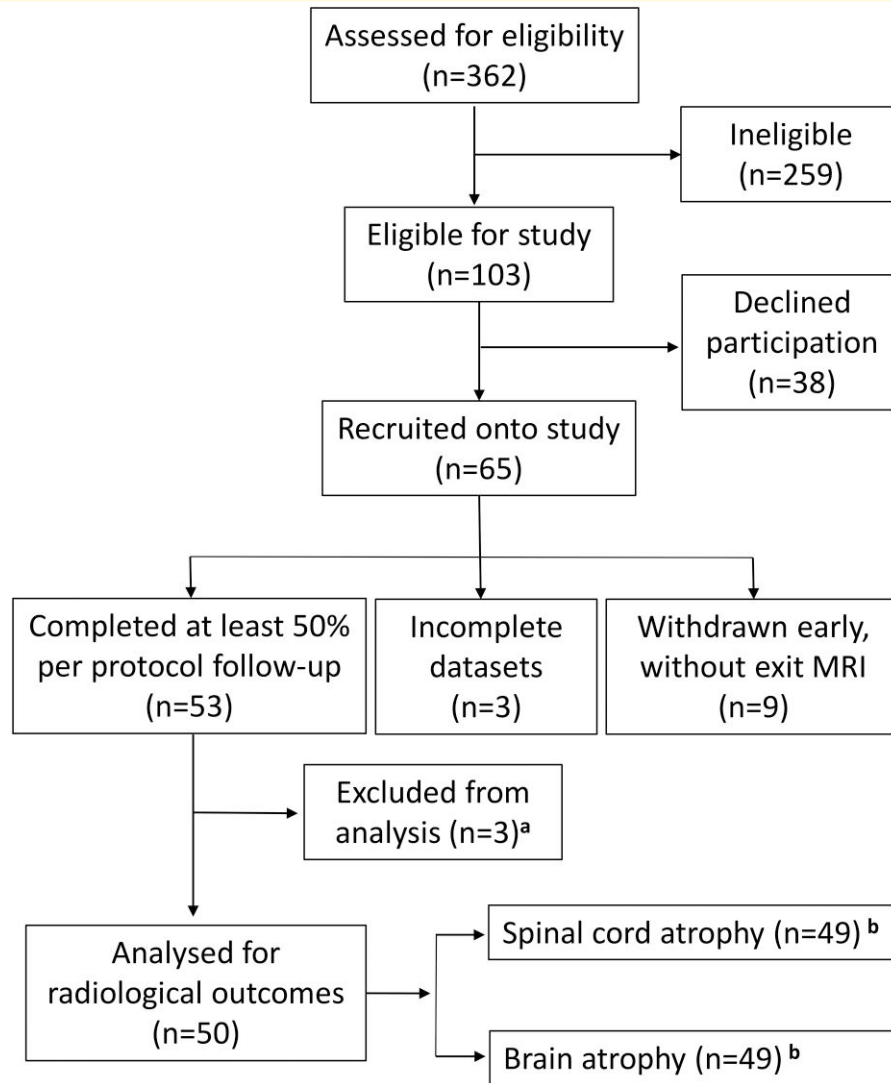 Assessed for eligibility
(n=362)
Ineligible
(n=259)
Eligible for study
(n=103)
Declined
participation
(n=38)
Recruited onto study
(n=65)
Completed at least 50%
per protocol follow-up
(n=53)
Incomplete
datasets
(n=3)
Withdrawn early,
without exit MRI
(n=9)
Excluded from
analysis (n=3)a
Analysed for
radiological outcomes
(n=50)
Spinal cord atrophy (n=49) b
Brain atrophy (n=49) b